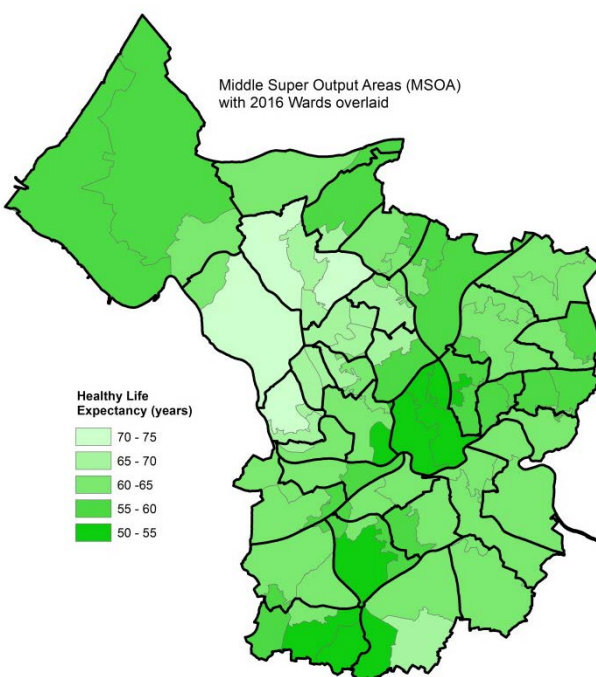 Middle Super Output Areas (MSOA)
with 2016 Wards overlaid
Healthy Life
Expectancy (years)
70 - 75
65 - 70
60 -65
55 - 60
50 - 55